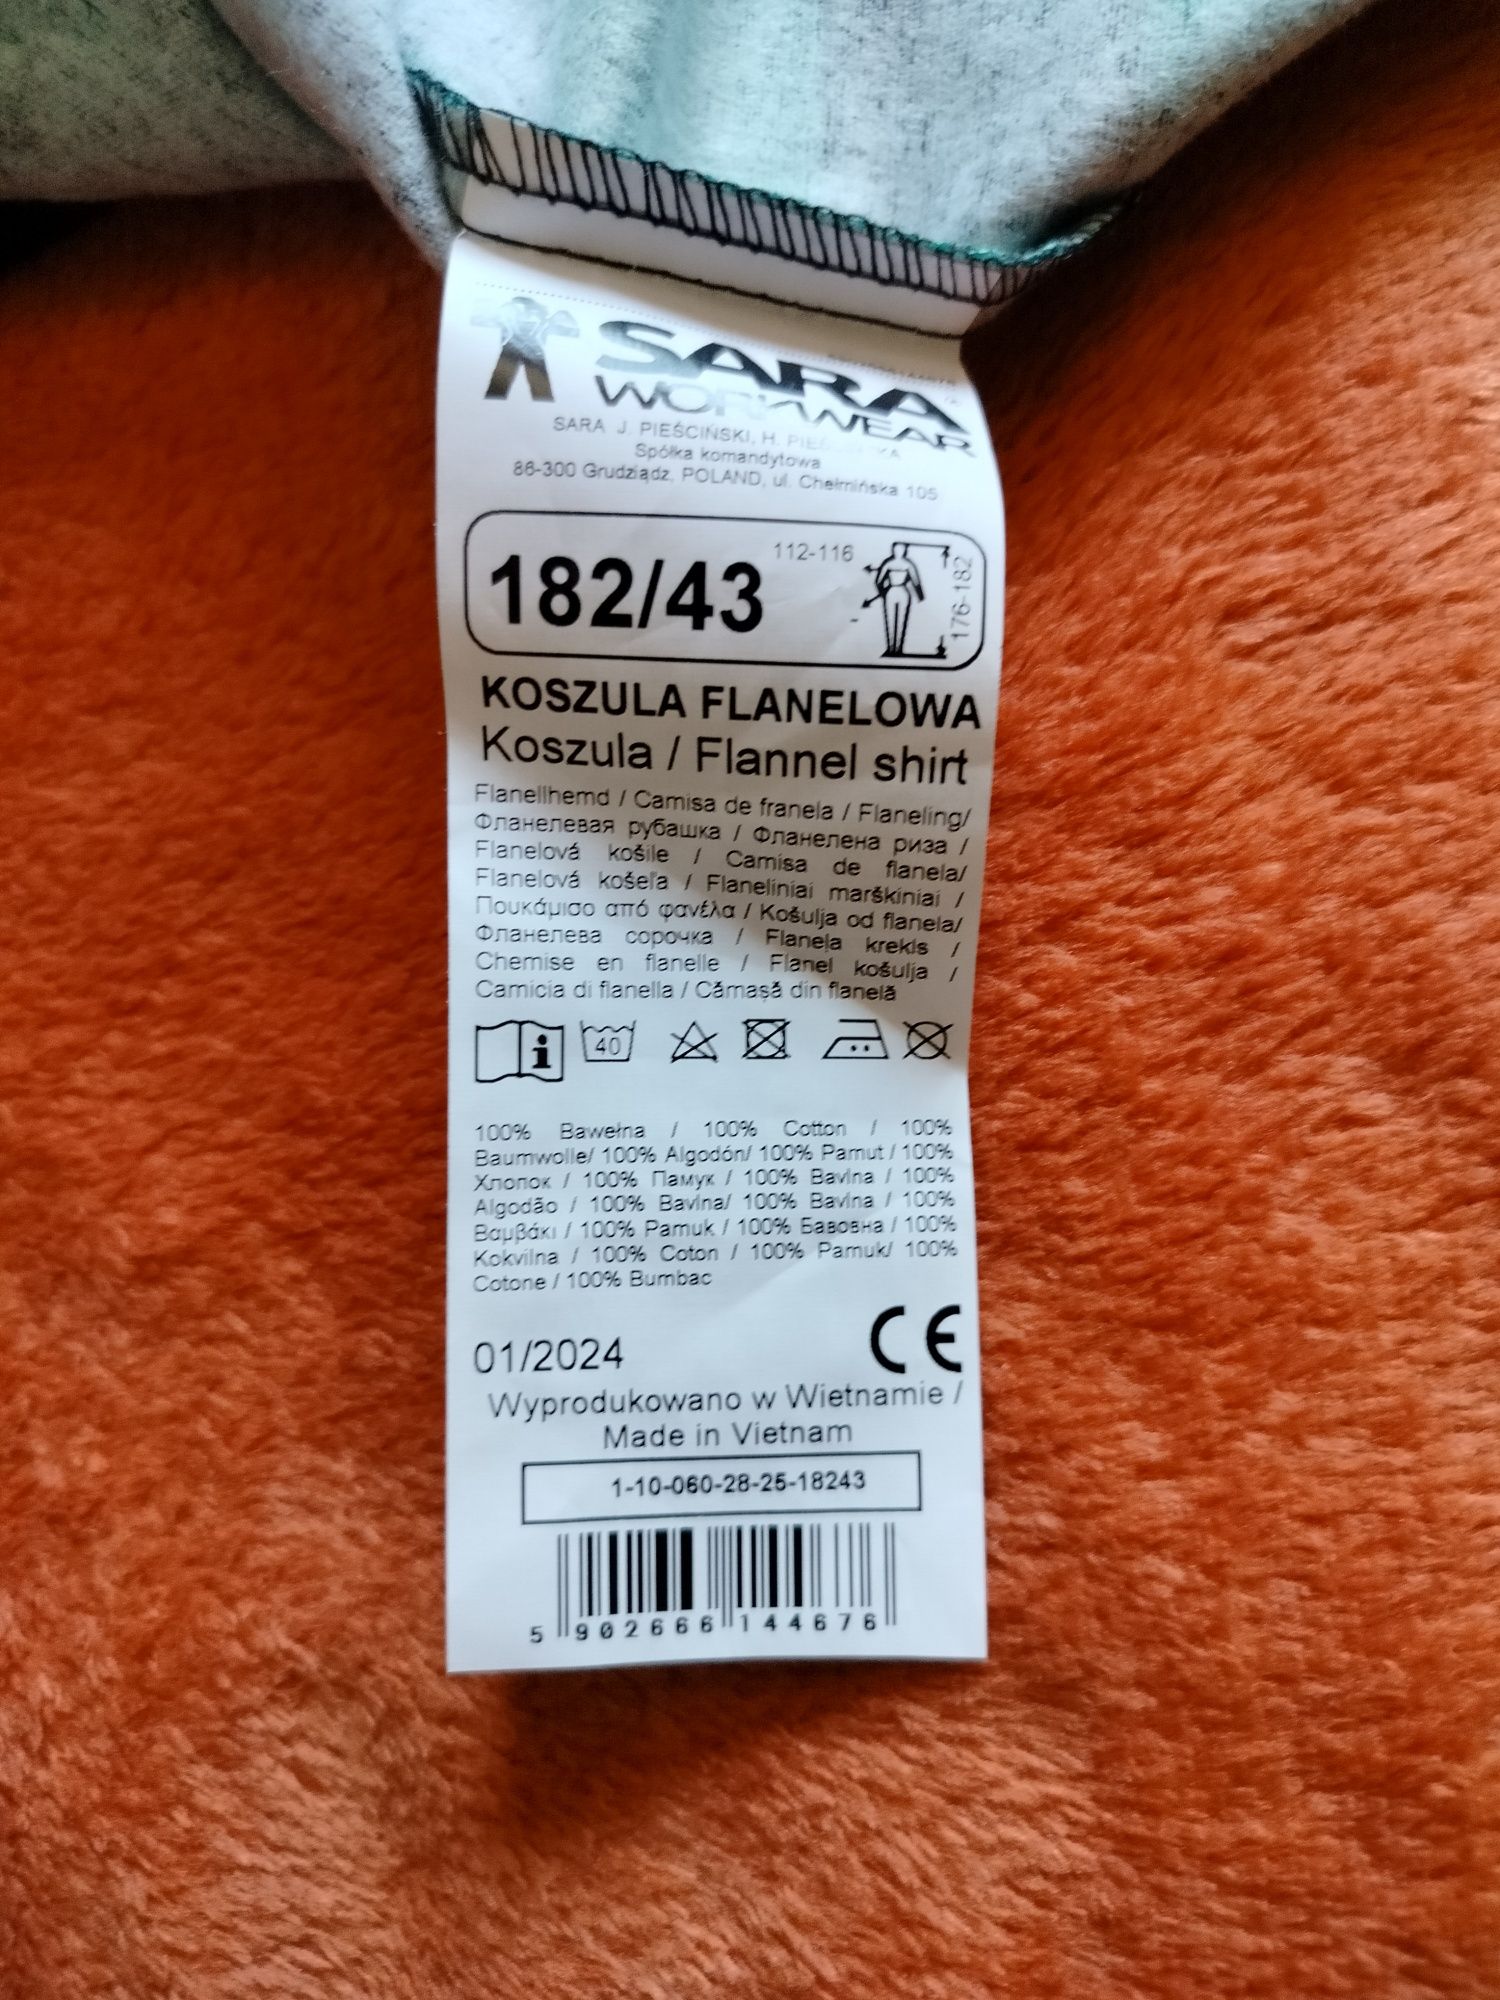 SARA
WORKWEAR
SARA J. PIEŚCIŃSKI, H.
Spółka komandytowa
86-300 Grudziądz, POLAND, ul. Chełmińska 105
182/43
112-116
176-182
-
KOSZULA FLANELOWA
Koszula / Flannel shirt
Flanellhemd / Camisa de franela / Flaneling/
Фланелевая рубашка / Фланелена риза /
Flanelová košile / Camisa de flanela/
Flanelová košeľa / Flaneliniai marškiniai /
Πουκάμισο από φανέλα / Košulja od flanela/
Фланелева сорочка / Flaneļa krekls /
Chemise en flanelle / Flanel košulja /
Camicia di flanella / Cămașă din flanelă
i
40
100% Bawełna / 100% Cotton / 100%
Baumwolle/ 100% Algodón/ 100% Pamut / 100%
Хлопок / 100% Памук / 100% Bavlna / 100%
Algodão / 100% Bavlna/ 100% Bavlna / 100%
Βαμβάκι / 100% Pamuk / 100% Бавовна / 100%
Kokvilna / 100% Coton / 100% Pamuk/ 100%
Cotone / 100% Bumbac
01/2024
CE
Wyprodukowano w Wietnamie /
Made in Vietnam
1-10-060-28-25-18243
5 902666 144676